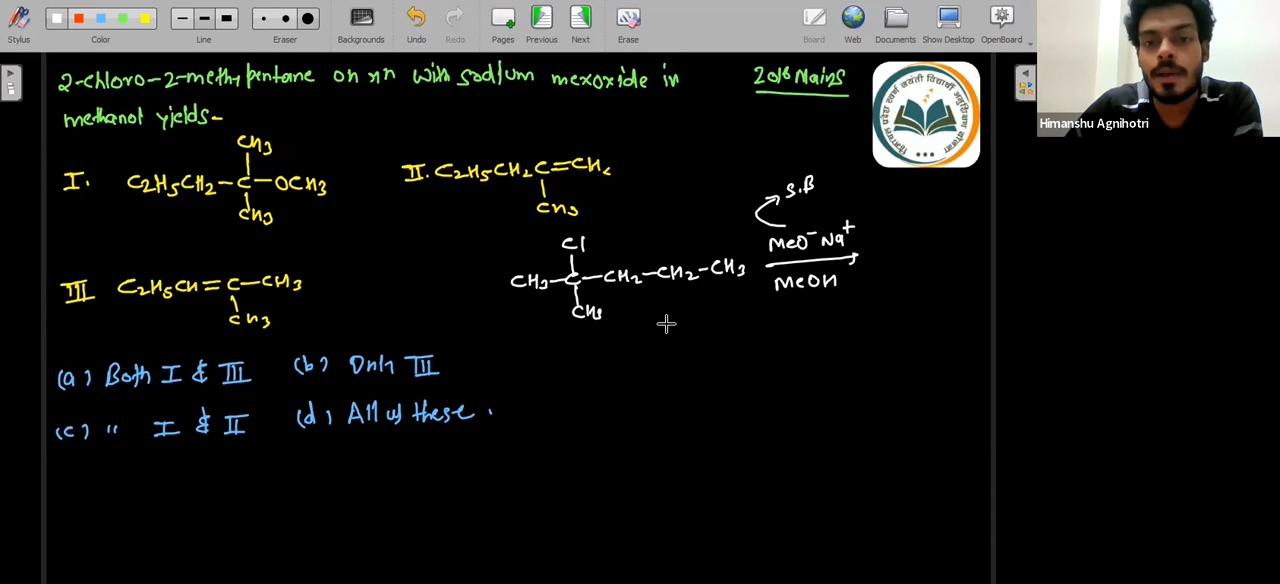 Stylus
Color
Line
Eraser
Backgrounds
Undo
Redo
Pages
Previous
Next
Erase
Board
Web
Documents
Show Desktop
OpenBoard
Himanshu Agnihotri
2-chloro-2-methylpentane on rxn with sodium mexoxide in
methanol yields-
2016 Mains
CH3
I. C2H5CH2-C-OCH3
CH3
II. C2H5CH2C=CH2
CH3
III C2H5CH=C-CH3
CH3
S.B
MeO⁻Na⁺
MeOH
Cl
CH3-C-CH2-CH2-CH3
CH3
(a) Both I & III
(b) Only III
(c) " I & II
(d) All of these.